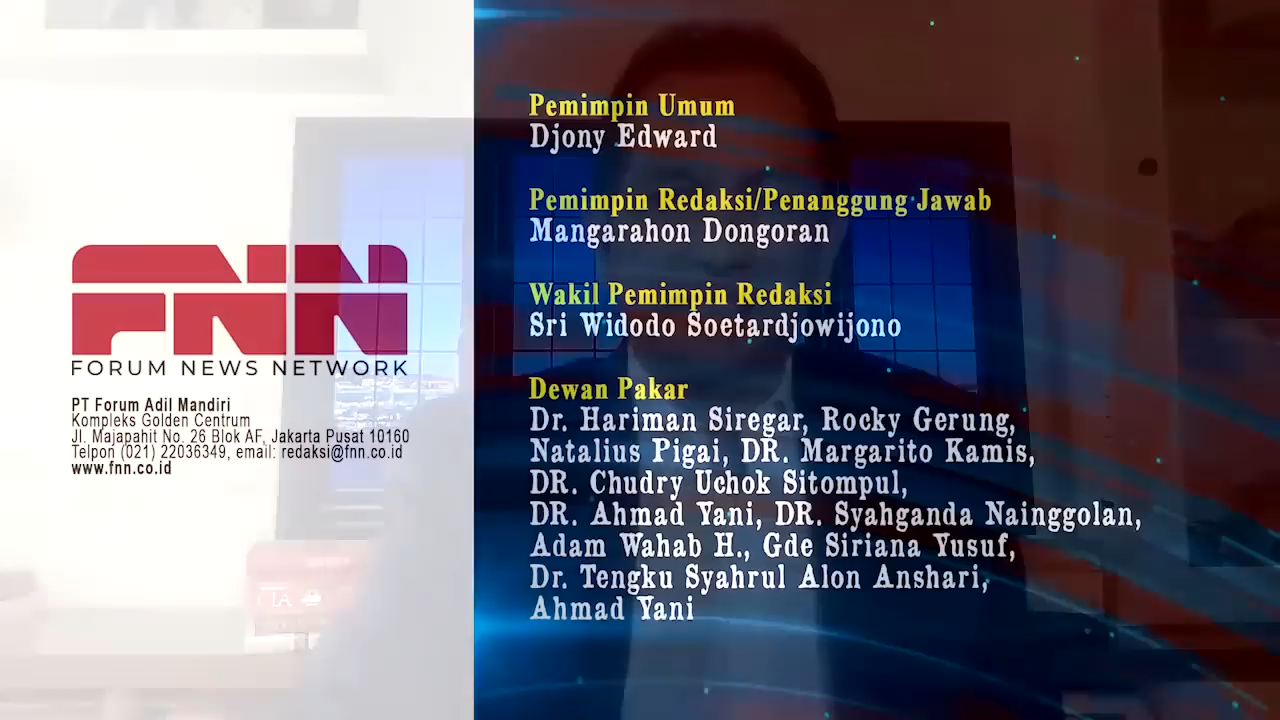 FNN
FORUM NEWS NETWORK
PT Forum Adil Mandiri
Kompleks Golden Centrum
Jl. Majapahit No. 26 Blok AF, Jakarta Pusat 10160
Telpon (021) 22036349, email: redaksi@fnn.co.id
www.fnn.co.id
Pemimpin Umum
Djony Edward
Pemimpin Redaksi/Penanggung Jawab
Mangarahon Dongoran
Wakil Pemimpin Redaksi
Sri Widodo Soetardjowijono
Dewan Pakar
Dr. Hariman Siregar, Rocky Gerung,
Natalius Pigai, DR. Margarito Kamis,
DR. Chudry Uchok Sitompul,
DR. Ahmad Yani, DR. Syahganda Nainggolan,
Adam Wahab H., Gde Siriana Yusuf,
Dr. Tengku Syahrul Alon Anshari,
Ahmad Yani